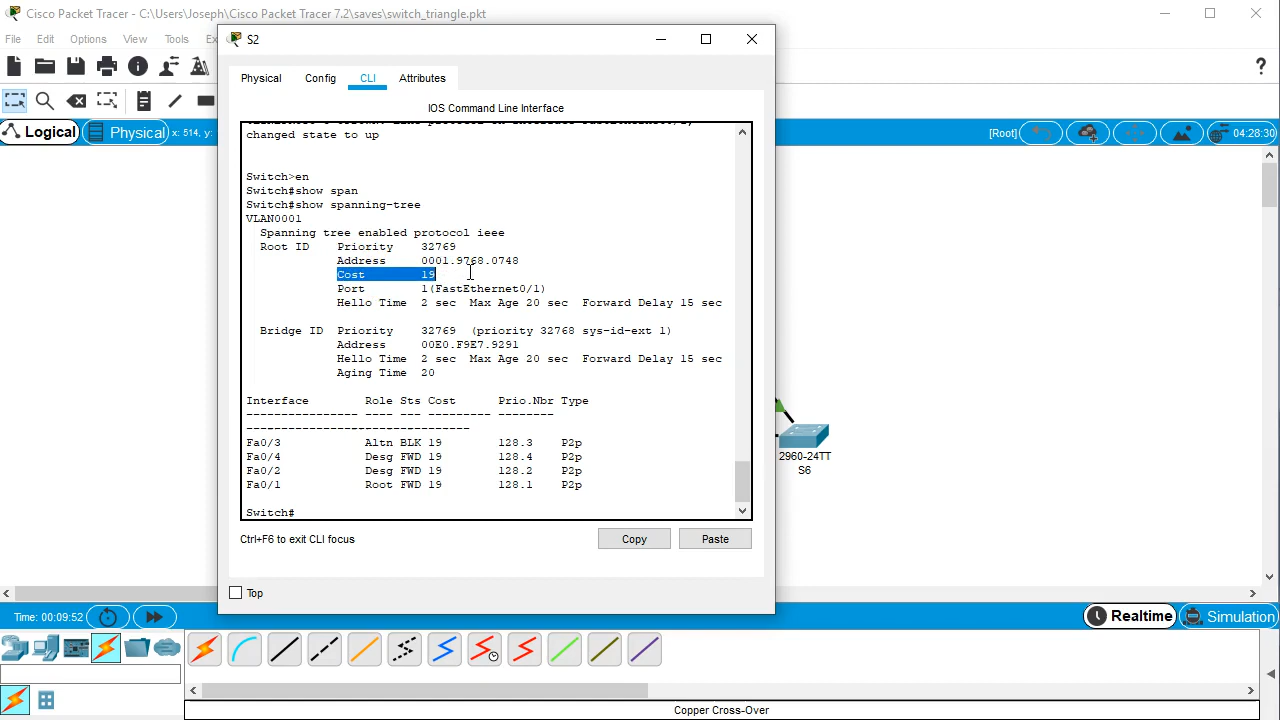 Cisco Packet Tracer - C:\Users\Joseph\Cisco Packet Tracer 7.2\saves\switch_triangle.pkt
File Edit Options View Tools Ex
S2
Physical Config CLI Attributes
IOS Command Line Interface
Logical Physical x: 514, y:
[Root] 04:28:30
changed state to up
Switch>en
Switch#show span
Switch#show spanning-tree
VLAN0001
Spanning tree enabled protocol ieee
Root ID Priority 32769
Address 0001.9768.0748
Cost 19
Port 1(FastEthernet0/1)
Hello Time 2 sec Max Age 20 sec Forward Delay 15 sec
Bridge ID Priority 32769 (priority 32768 sys-id-ext 1)
Address 00E0.F9E7.9291
Hello Time 2 sec Max Age 20 sec Forward Delay 15 sec
Aging Time 20
Interface Role Sts Cost Prio.Nbr Type
---------------- ---- --- --------- -------- 
--------------------------------
Fa0/3 Altn BLK 19 128.3 P2p
Fa0/4 Desg FWD 19 128.4 P2p
Fa0/2 Desg FWD 19 128.2 P2p
Fa0/1 Root FWD 19 128.1 P2p
Switch#
Ctrl+F6 to exit CLI focus
Copy Paste
Top
2960-24TT
S6
Time: 00:09:52
Realtime Simulation
Copper Cross-Over